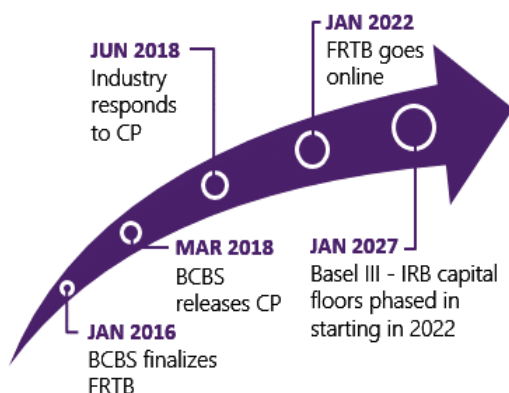 JAN 2022
FRTB goes
online
JUN 2018
Industry
responds
to CP
MAR 2018
BCBS
releases CP
JAN 2027
Basel III - IRB capital
floors phased in
starting in 2022
JAN 2016
BCBS finalizes
FRTB